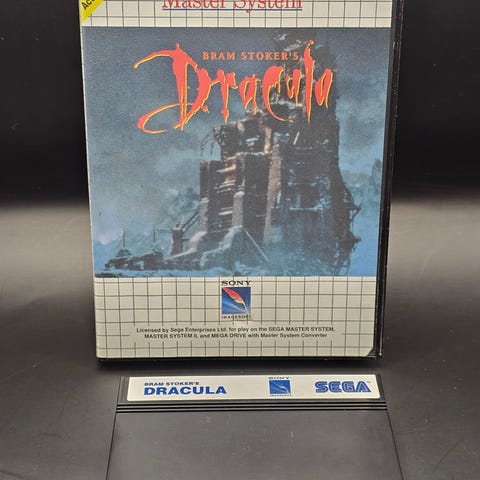 Master System
BRAM STOKER'S
Dracula
SONY
IMAGESOFT
Licensed by Sega Enterprises Ltd. for play on the SEGA MASTER SYSTEM,
MASTER SYSTEM II, and MEGA DRIVE with Master System Converter
BRAM STOKER'S
DRACULA
SONY
IMAGESOFT
SEGA